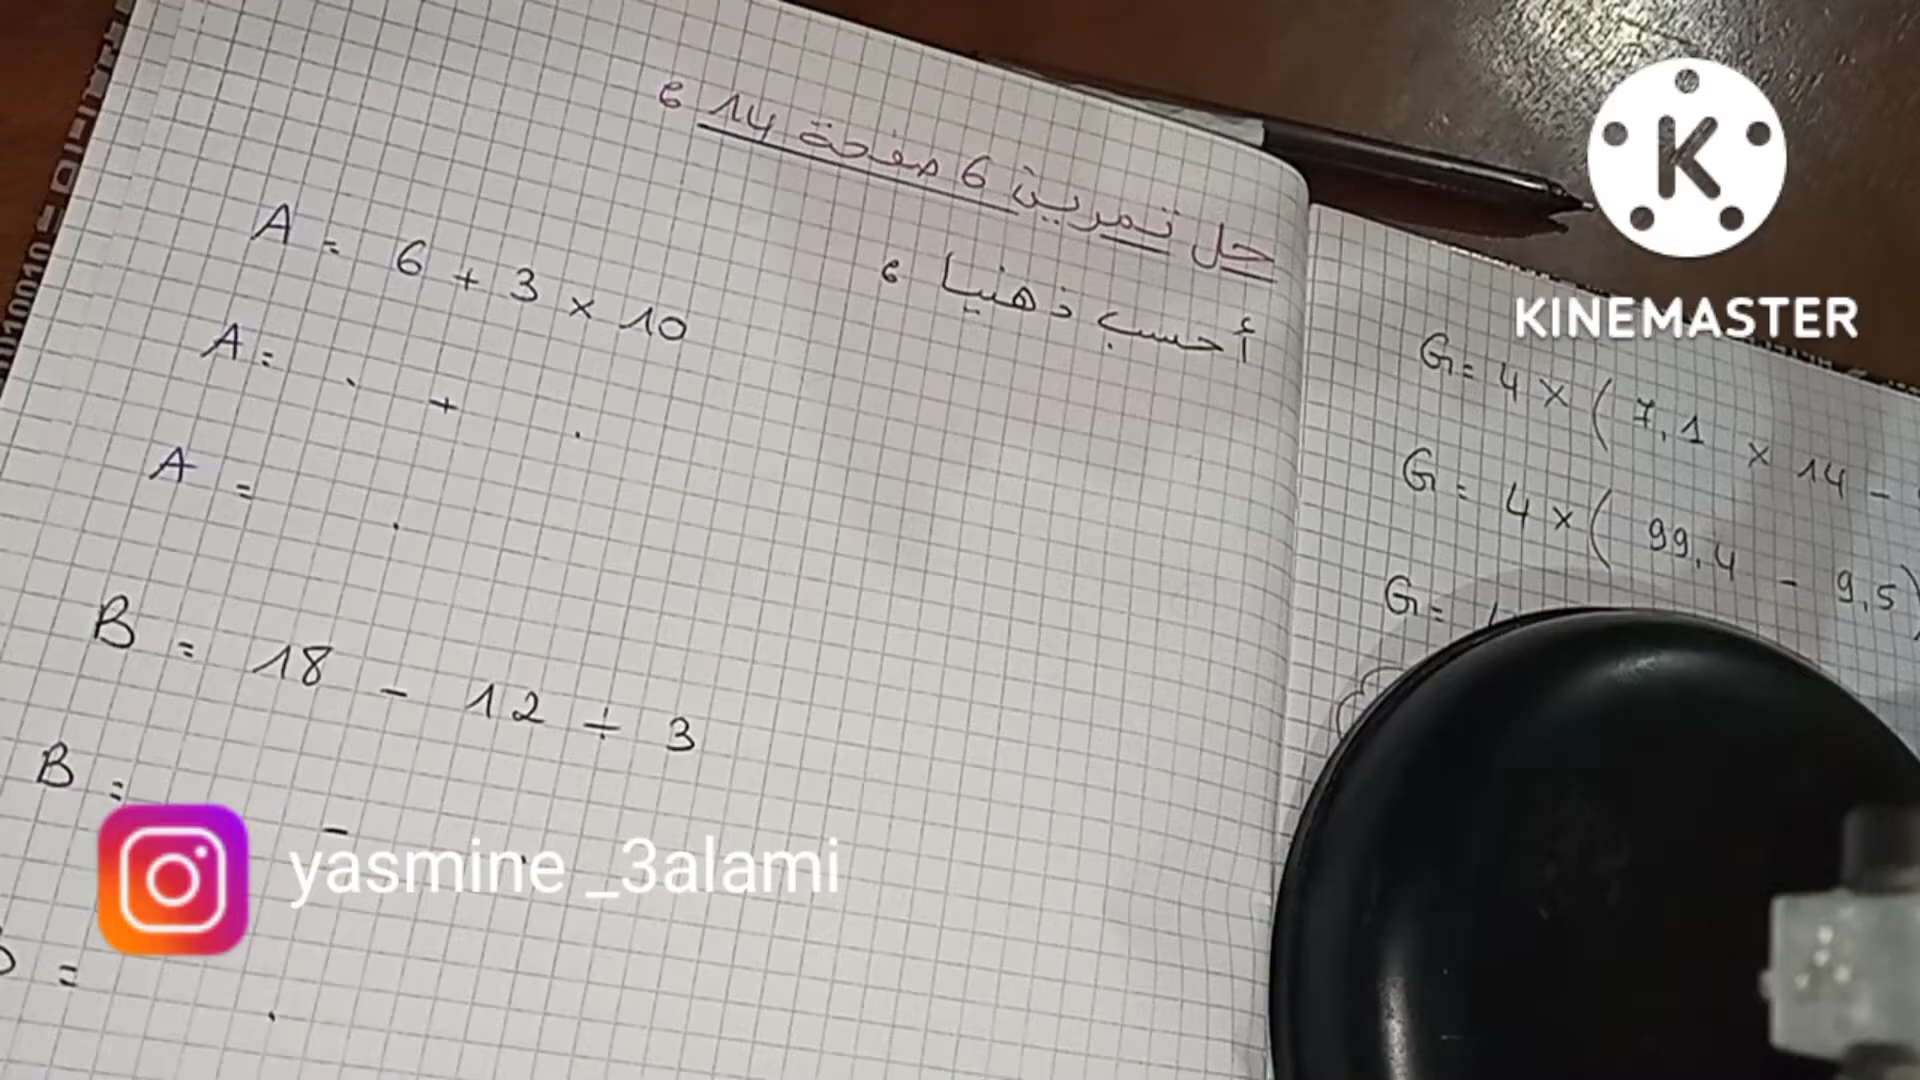 حل تمرين 6 صفحة 14 :
أحسب ذهنيا :
A = 6 + 3 × 10
A = . + .
A = .
B = 18 - 12 ÷ 3
B = -
B = .
G = 4 × ( 7,1 × 14 -
G = 4 × ( 99,4 - 9,5 )
G =
K
KINEMASTER
yasmine _3alami